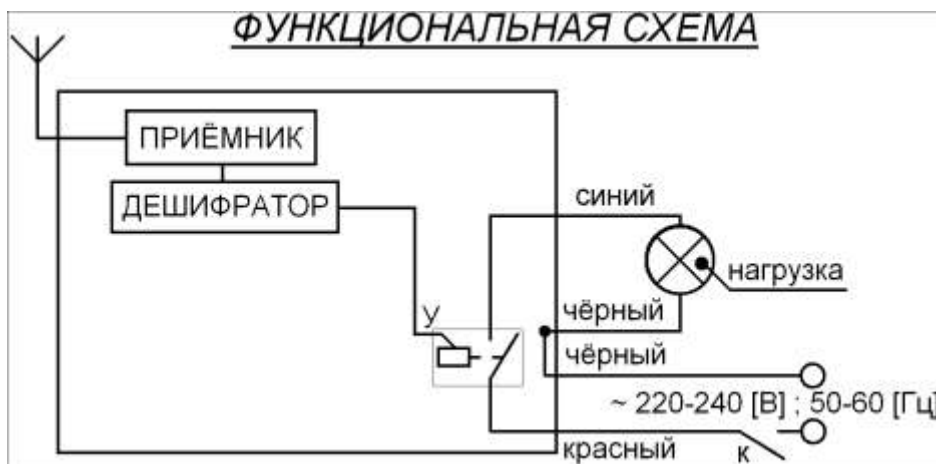 ФУНКЦИОНАЛЬНАЯ СХЕМА
ПРИЁМНИК
ДЕШИФРАТОР
синий
нагрузка
У
чёрный
чёрный
~ 220-240 [В] ; 50-60 [Гц]
красный
к